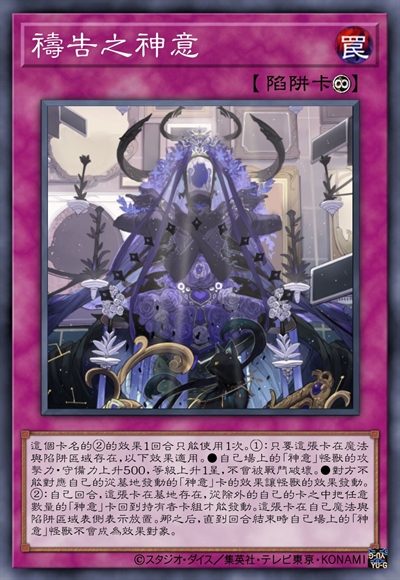 禱告之神意
罠
【陷阱卡】
這個卡名的②的效果1回合只能使用1次。①:只要這張卡在魔法
與陷阱區域存在,以下效果適用。●自己場上的「神意」怪獸的攻
擊力・守備力上升500,等級上升1星,不會被戰鬥破壞。●對方不
能對應自己的從墓地發動的「神意」卡的效果讓怪獸的效果發動。
②:自己回合,這張卡在墓地存在,從除外的自己的卡之中把任意
數量的「神意」卡回到持有者卡組才能發動。這張卡在自己魔法與
陷阱區域表側表示放置。那之後,直到回合結束時自己場上的「神
意」怪獸不會成為效果對象。
©スタジオ・ダイス／集英社・テレビ東京・KONAMI